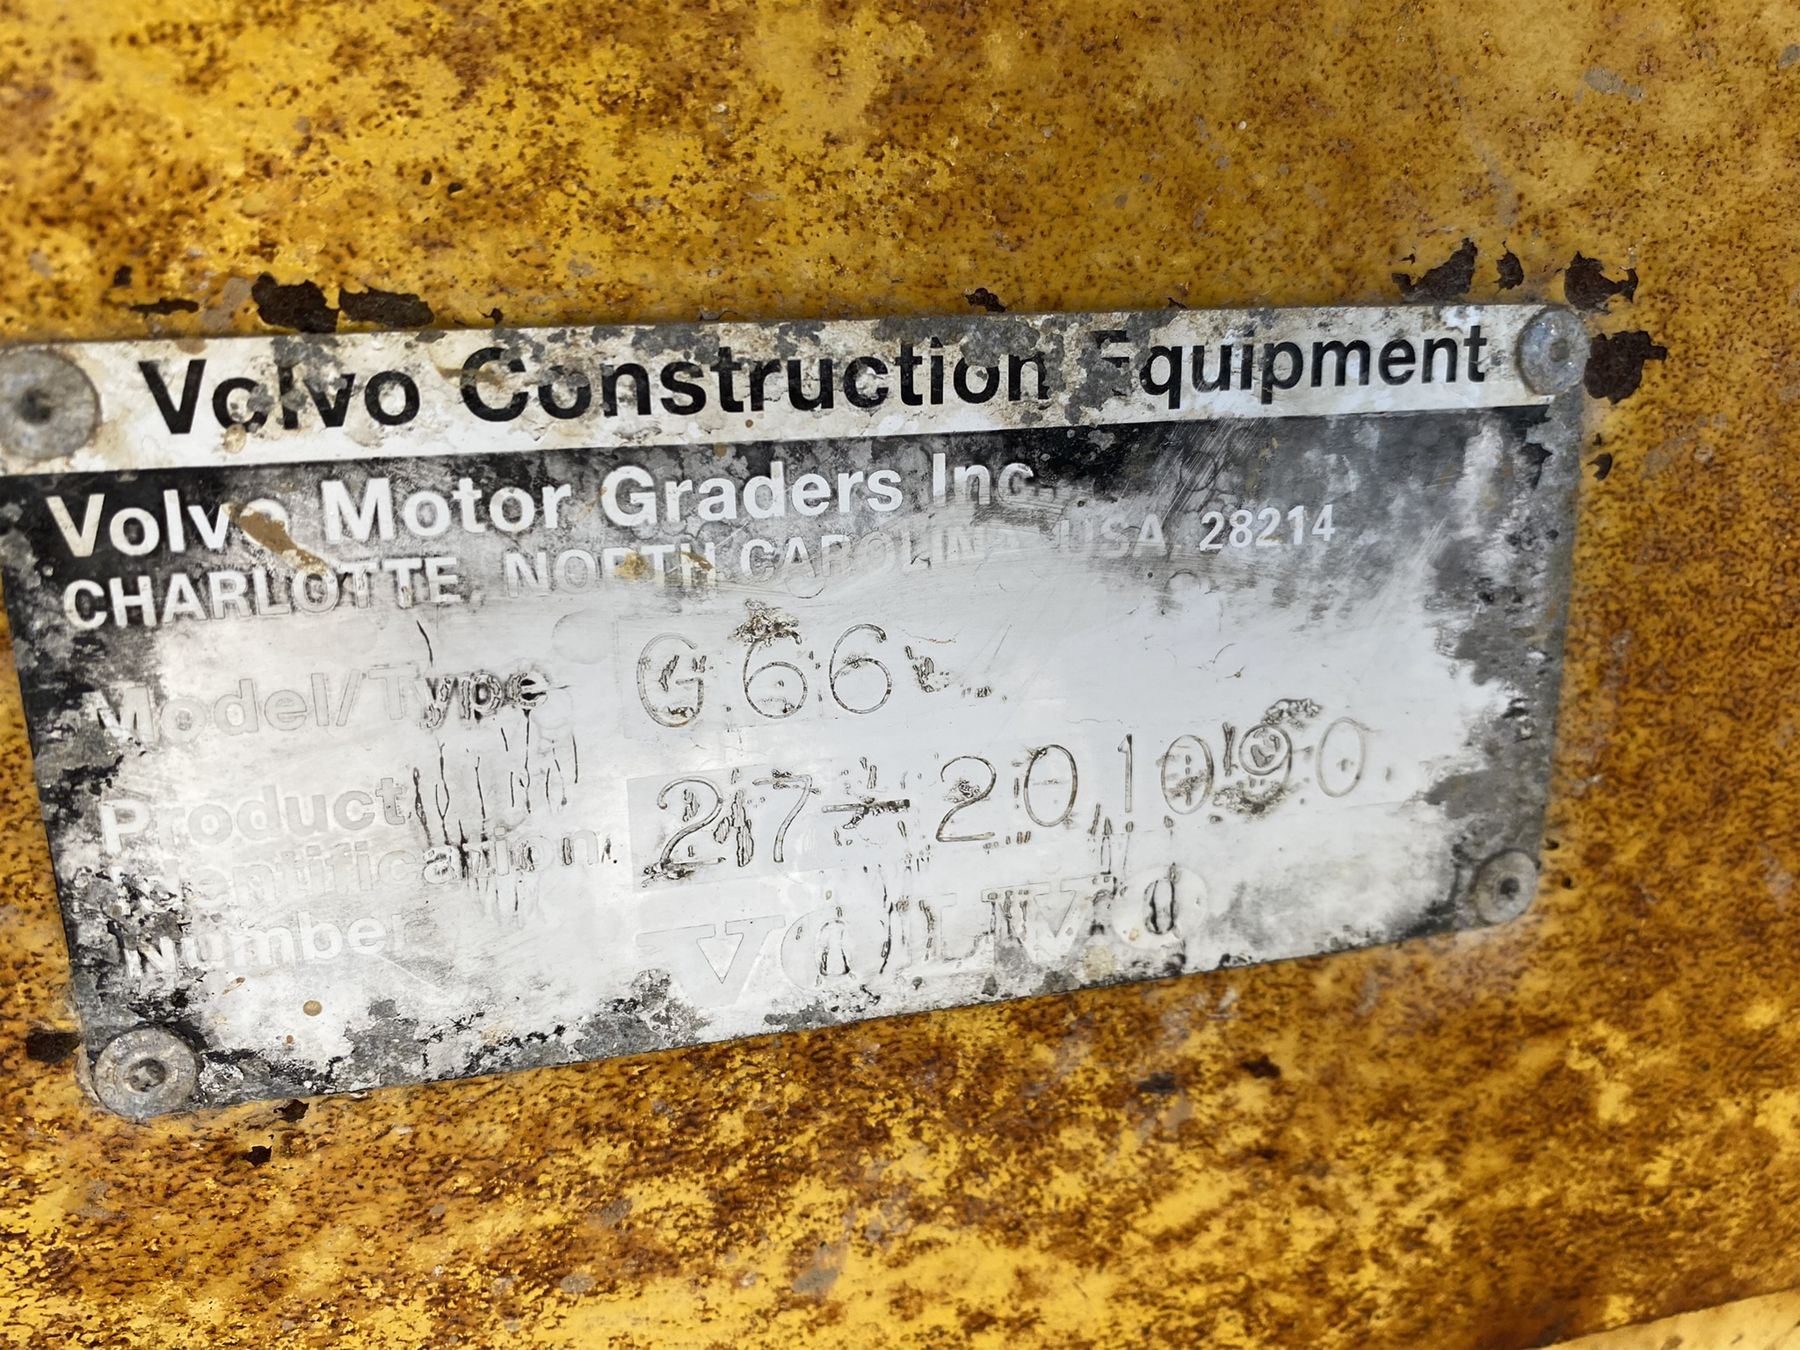 Volvo Construction Equipment
Volvo Motor Graders Inc.
CHARLOTTE, NORTH CAROLINA USA 28214
Model/Type G66
Product
Identification
Number
VOLVO